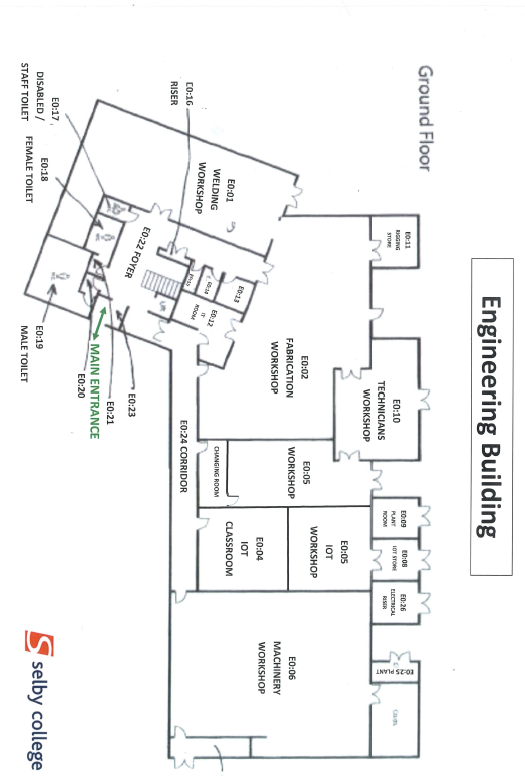 Engineering Building
Ground Floor
E0:11
RIGGING
STORE
E0:10
TECHNICIANS
WORKSHOP
E0:09
PLANT
ROOM
E0:08
IOT STORE
E0:26
ELECTRICAL
RISER
E0:25 PLANT
E0:01
WELDING
WORKSHOP
E0:02
FABRICATION
WORKSHOP
E0:05
WORKSHOP
CHANGING ROOM
E0:05
IOT
WORKSHOP
E0:04
IOT
CLASSROOM
E0:06
MACHINERY
WORKSHOP
E0:16
RISER
E0:13
E0:14
E0:12
IT
ROOM
UP
E0:22 FOYER
E0:24 CORRIDOR
E0:17
DISABLED /
STAFF TOILET
E0:18
FEMALE TOILET
E0:19
MALE TOILET
E0:20
E0:21
E0:23
MAIN ENTRANCE
selby college